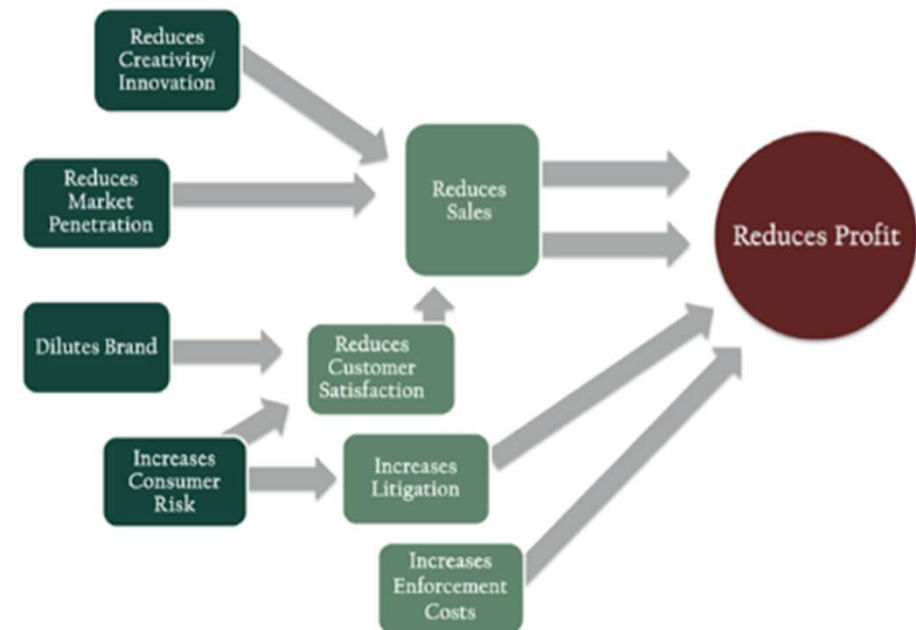 Reduces
Creativity/
Innovation
Reduces
Market
Penetration
Reduces
Sales
Reduces Profit
Dilutes Brand
Reduces
Customer
Satisfaction
Increases
Consumer
Risk
Increases
Litigation
Increases
Enforcement
Costs